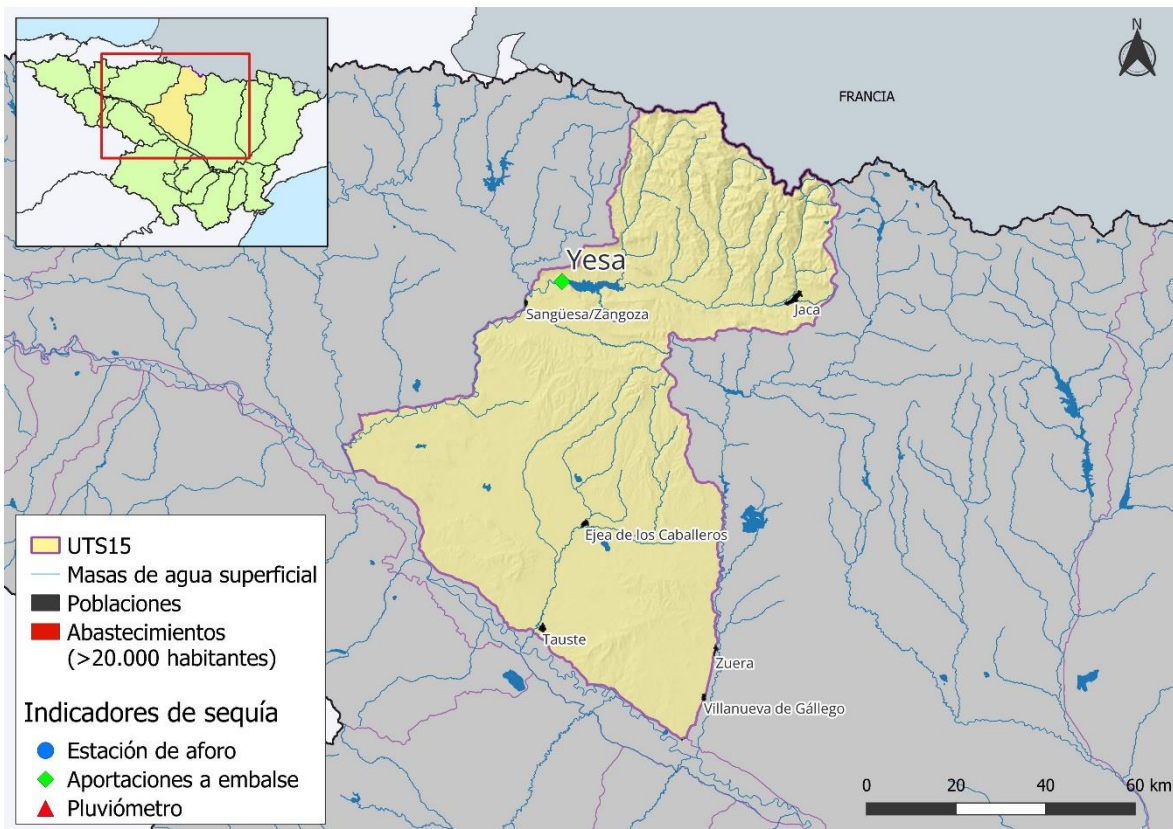 N
FRANCIA
Yesa
Sangüesa/Zangoza
Jaca
Ejea de los Caballeros
Tauste
Zuera
Villanueva de Gállego
UTS15
Masas de agua superficial
Poblaciones
Abastecimientos
(>20.000 habitantes)
Indicadores de sequía
Estación de aforo
Aportaciones a embalse
Pluviómetro
0 20 40 60 km